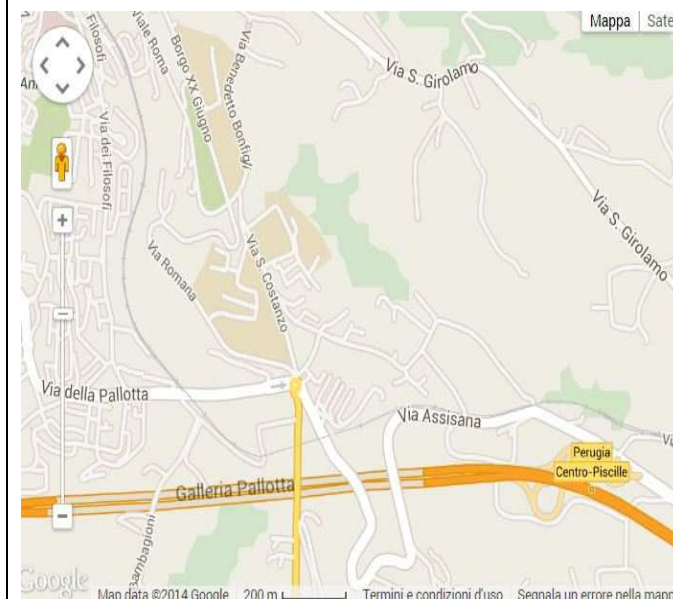 Mappa
Sate
Viale Roma
Filosofi
Via dei Filosofi
Borgo XX Giugno
Via Benedetto Bonfigli
Via S. Girolamo
Via S. Girolamo
Via Romana
Via S. Costanzo
Via della Pallotta
Via Assisana
Perugia
Centro-Piscille
Galleria Pallotta
Bambagioni
Google
Map data ©2014 Google
200 m
Termini e condizioni d'uso
Segnala un errore nella mapp